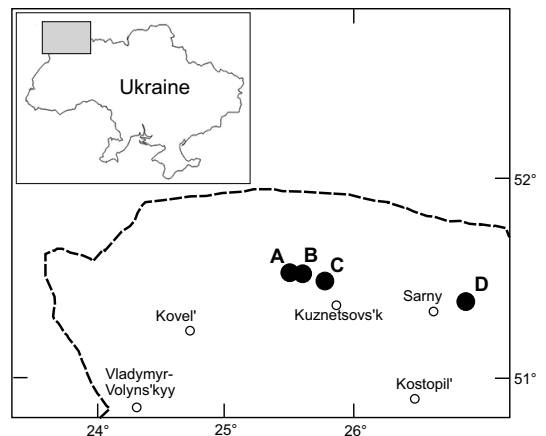 Ukraine
52°
A
B
C
D
Sarny
Kuznetsovs'k
Kovel'
Vladymyr-
Volyns'kyy
Kostopil'
51°
24°
25°
26°